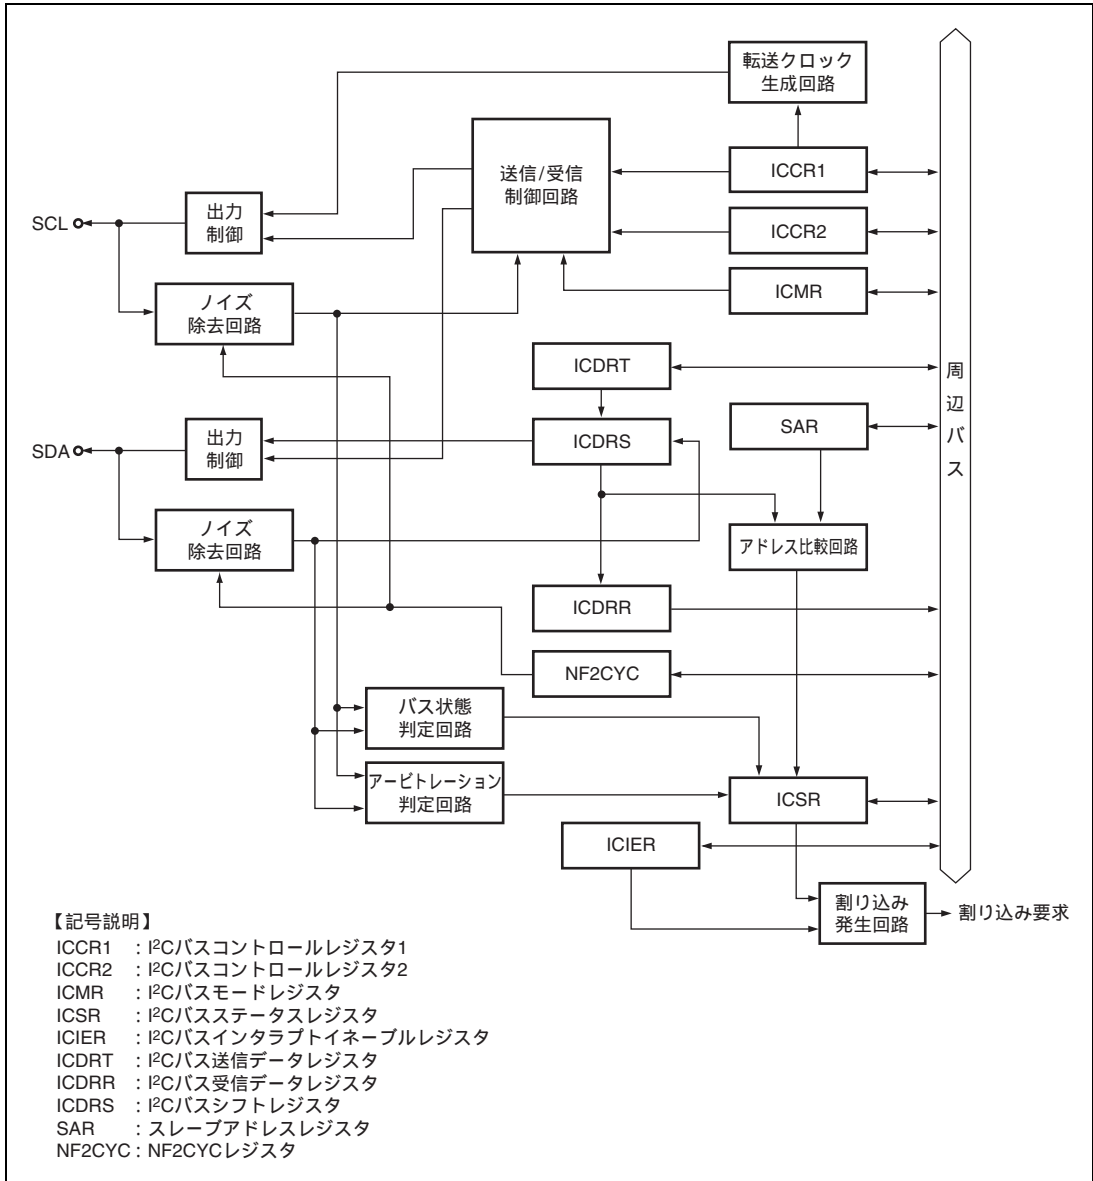 転送クロック
生成回路
送信/受信
制御回路
ICCR1
SCL
出力
制御
ICCR2
ICMR
ノイズ
除去回路
ICDRT
周辺バス
SAR
SDA
出力
制御
ICDRS
ノイズ
除去回路
アドレス比較回路
ICDRR
NF2CYC
バス状態
判定回路
アービトレーション
判定回路
ICSR
ICIER
割り込み
発生回路
割り込み要求
【記号説明】
ICCR1 : I²Cバスコントロールレジスタ1
ICCR2 : I²Cバスコントロールレジスタ2
ICMR : I²Cバスモードレジスタ
ICSR : I²Cバスステータスレジスタ
ICIER : I²Cバスインタラプトイネーブルレジスタ
ICDRT : I²Cバス送信データレジスタ
ICDRR : I²Cバス受信データレジスタ
ICDRS : I²Cバスシフトレジスタ
SAR : スレーブアドレスレジスタ
NF2CYC : NF2CYCレジスタ